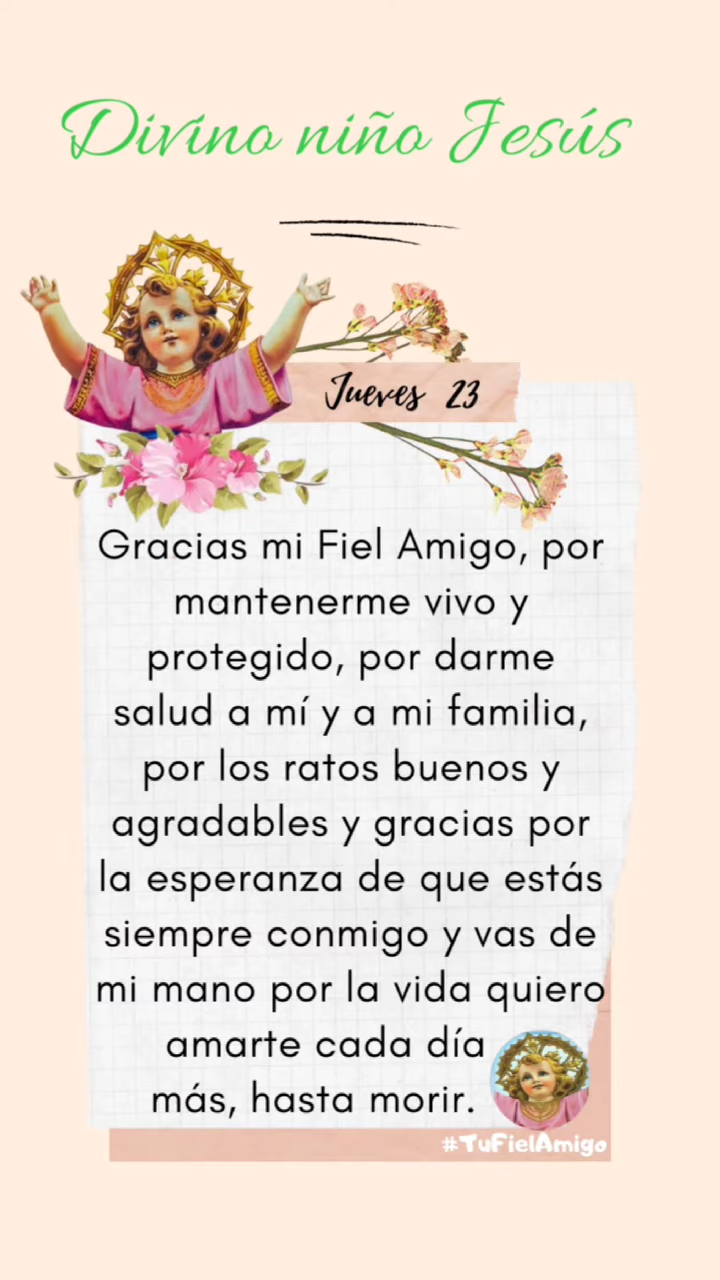 Divino niño Jesús
Jueves 23
Gracias mi Fiel Amigo, por
mantenerme vivo y
protegido, por darme
salud a mí y a mi familia,
por los ratos buenos y
agradables y gracias por
la esperanza de que estás
siempre conmigo y vas de
mi mano por la vida quiero
amarte cada día
más, hasta morir.
#TuFielAmigo